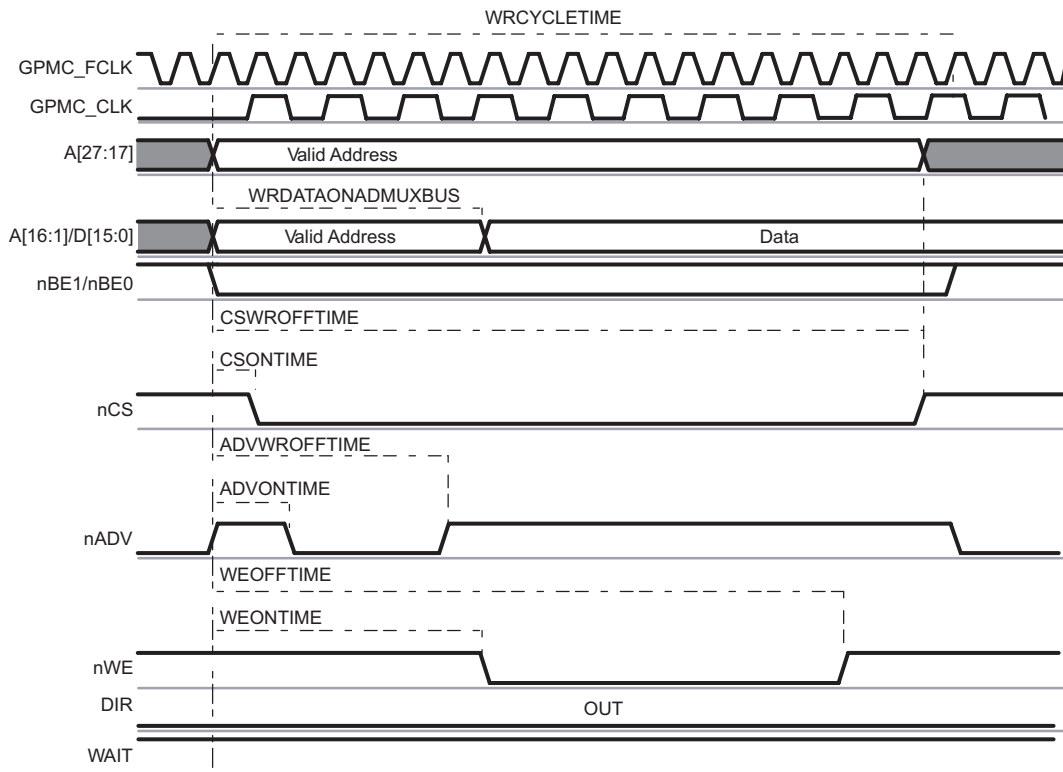 WRCYCLETIME
GPMC_FCLK
GPMC_CLK
A[27:17]
Valid Address
WRDATAONADMUXBUS
A[16:1]/D[15:0]
Valid Address
Data
nBE1/nBE0
CSWROFFTIME
CSONTIME
nCS
ADVWROFFTIME
ADVONTIME
nADV
WEOFFTIME
WEONTIME
nWE
DIR
OUT
WAIT